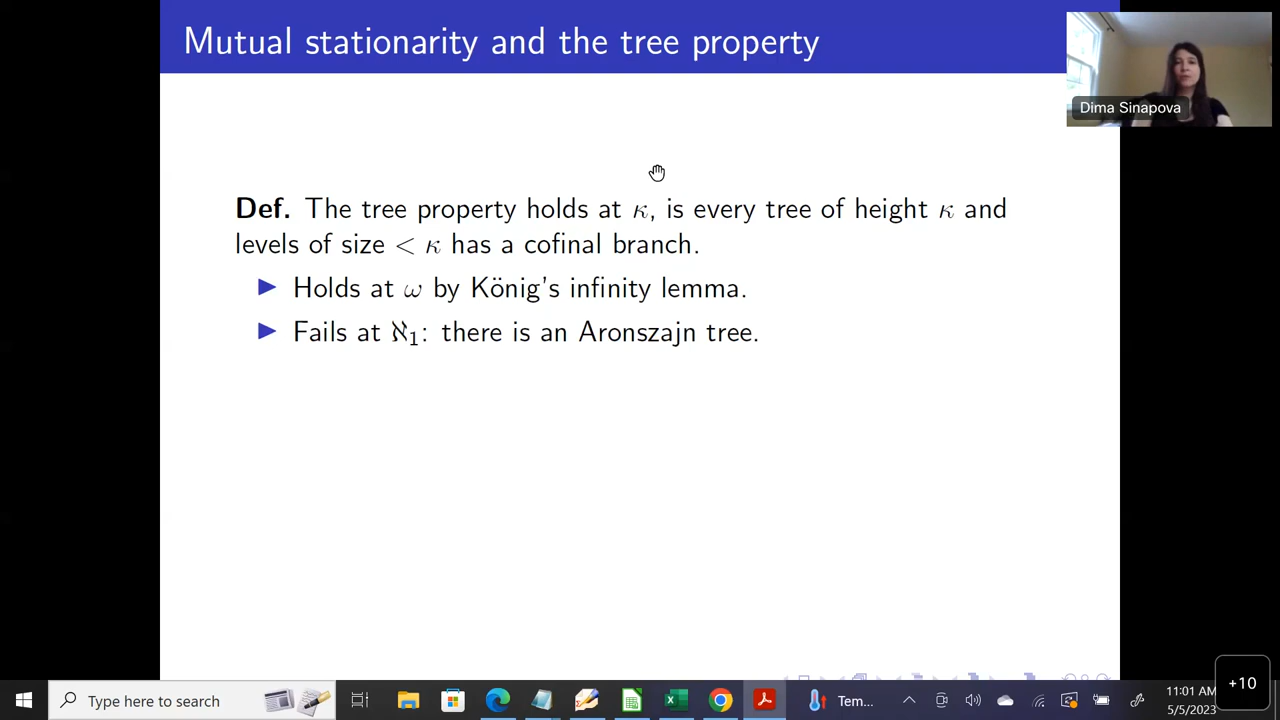 Mutual stationarity and the tree property
Dima Sinapova
Def. The tree property holds at κ, is every tree of height κ and
levels of size < κ has a cofinal branch.
▶ Holds at ω by König's infinity lemma.
▶ Fails at ℵ₁: there is an Aronszajn tree.
Type here to search
Tem...
11:01 AM
5/5/2023
+10